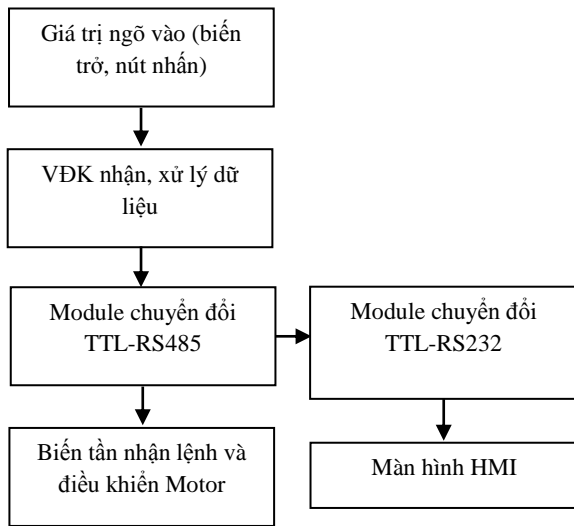 Giá trị ngõ vào (biến
trở, nút nhấn)
VĐK nhận, xử lý dữ
liệu
Module chuyển đổi
TTL-RS485
Module chuyển đổi
TTL-RS232
Biến tần nhận lệnh và
điều khiển Motor
Màn hình HMI